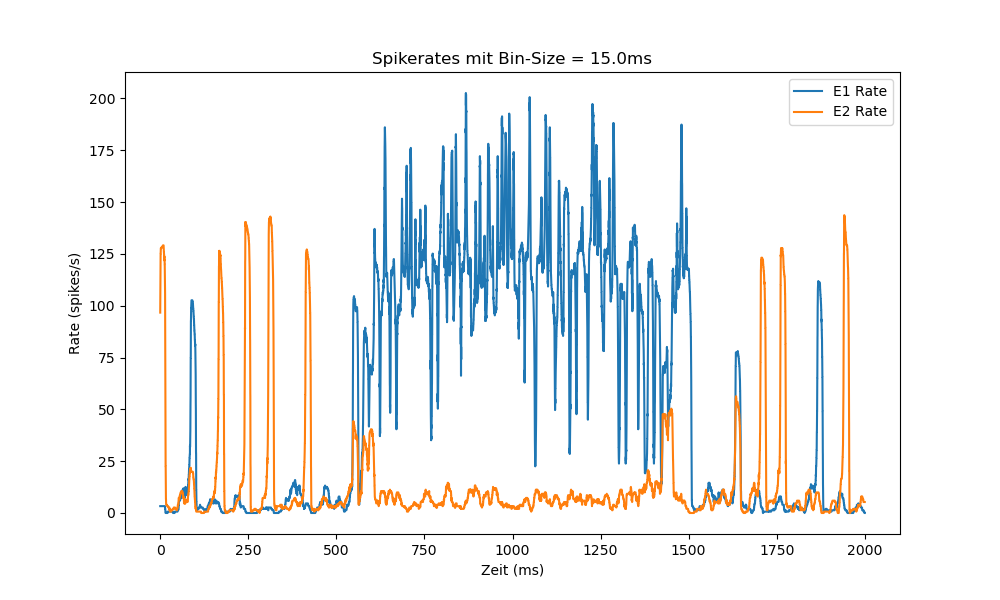 Spikerates mit Bin-Size = 15.0ms
E1 Rate
E2 Rate
Rate (spikes/s)
200
175
150
125
100
75
50
25
0
0 250 500 750 1000 1250 1500 1750 2000
Zeit (ms)